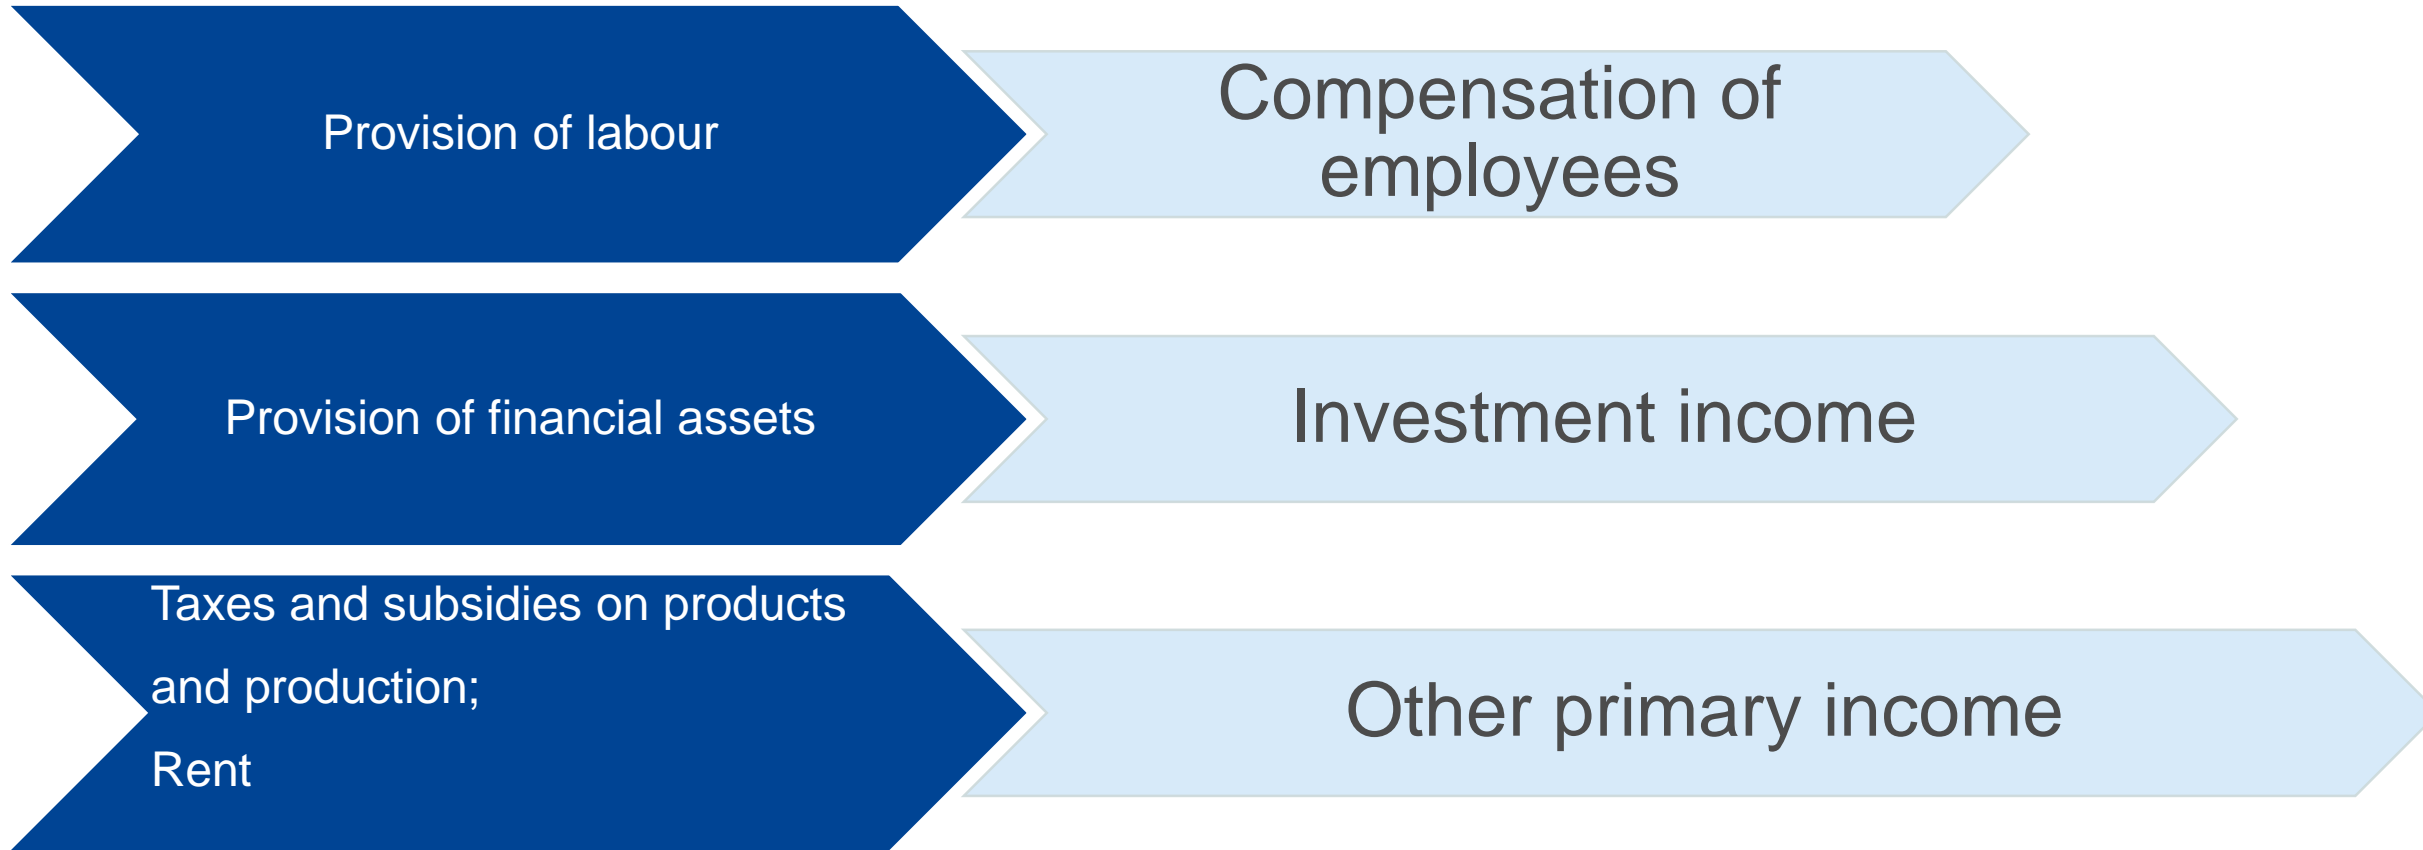 Provision of labour
Compensation of
employees
Provision of financial assets
Investment income
Taxes and subsidies on products
and production;
Rent
Other primary income